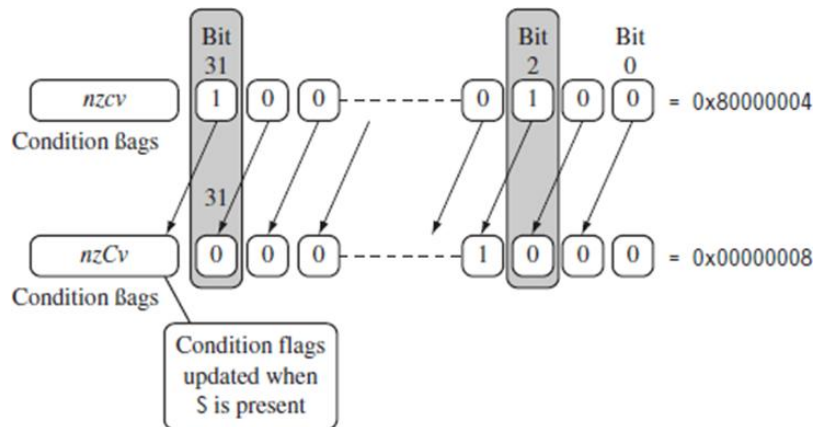 Bit Bit Bit
31 2 0
nzcv 1 0 0 0 1 0 0 = 0x80000004
Condition ßags
31
nzCv 0 0 0 1 0 0 0 = 0x00000008
Condition ßags
Condition flags
updated when
S is present